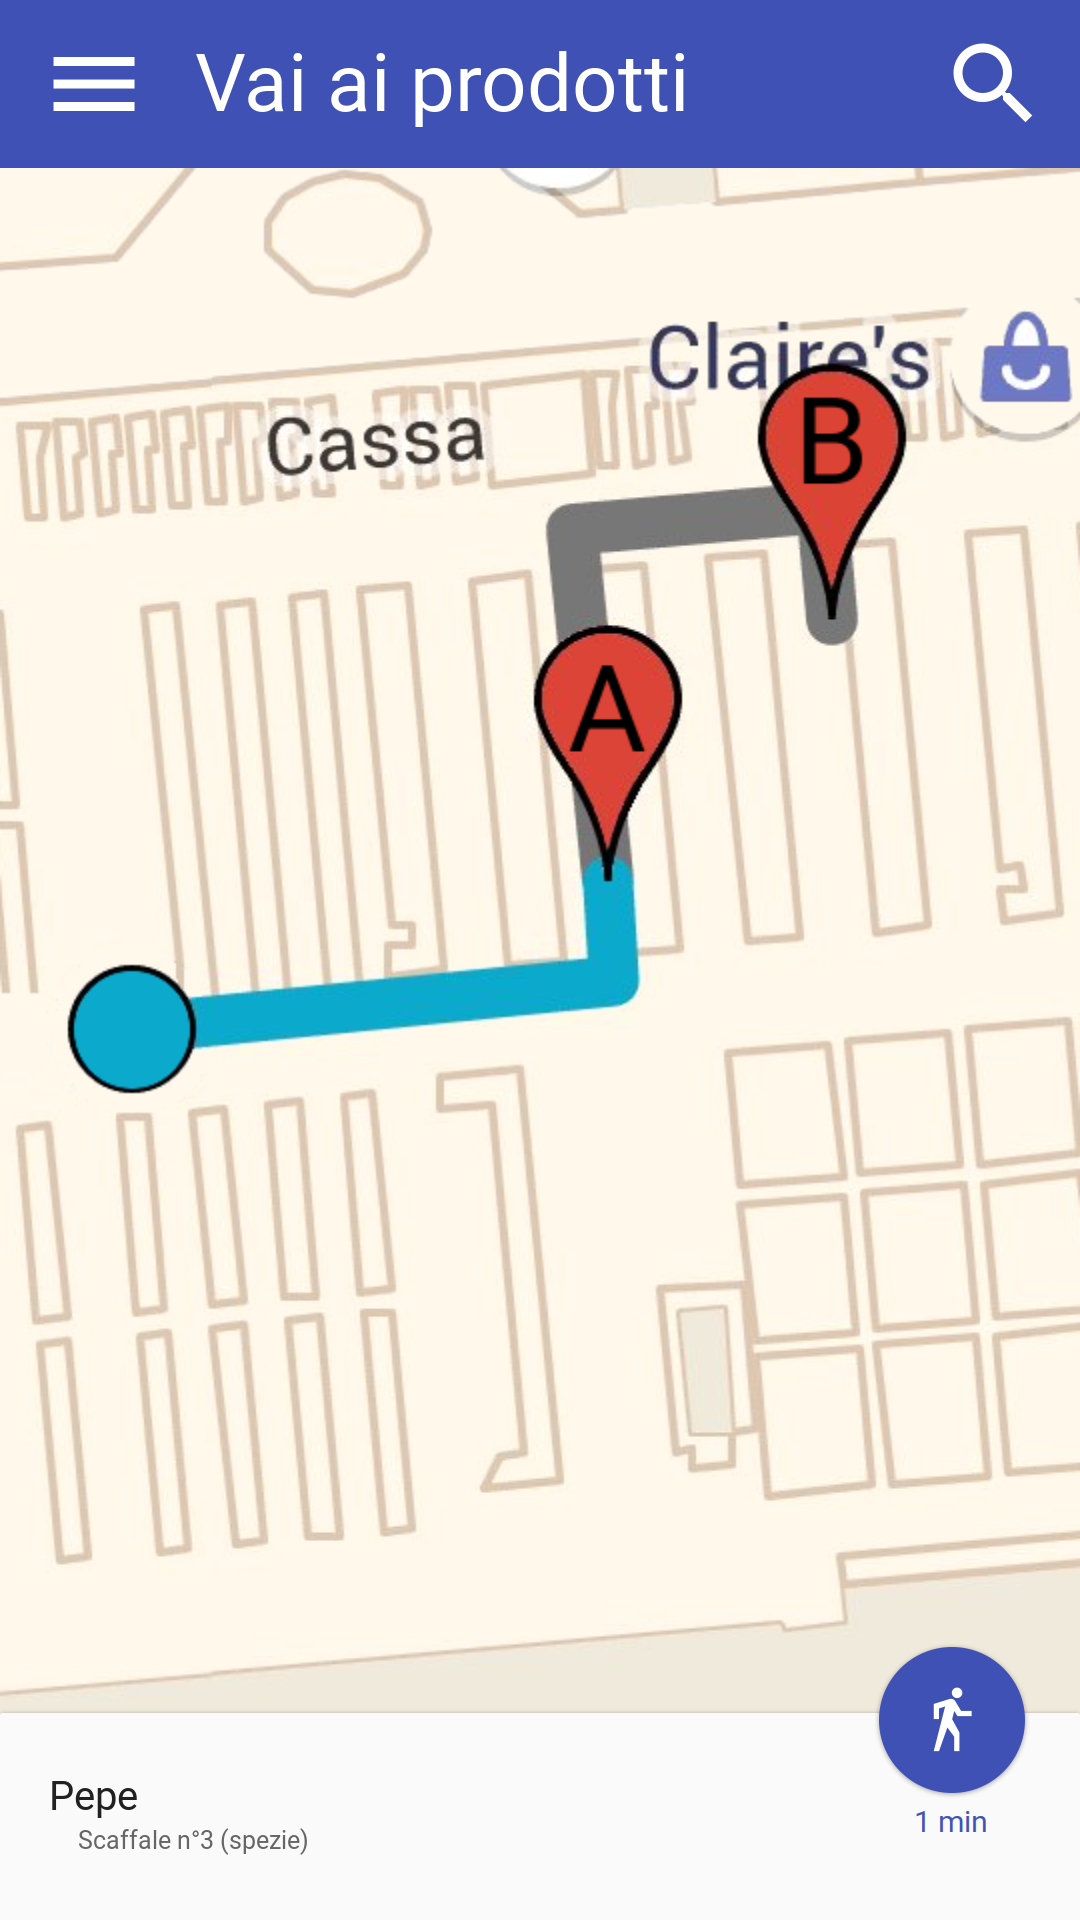 Vai ai prodotti
Claire's
Cassa
B
A
Pepe
Scaffale n°3 (spezie)
1 min